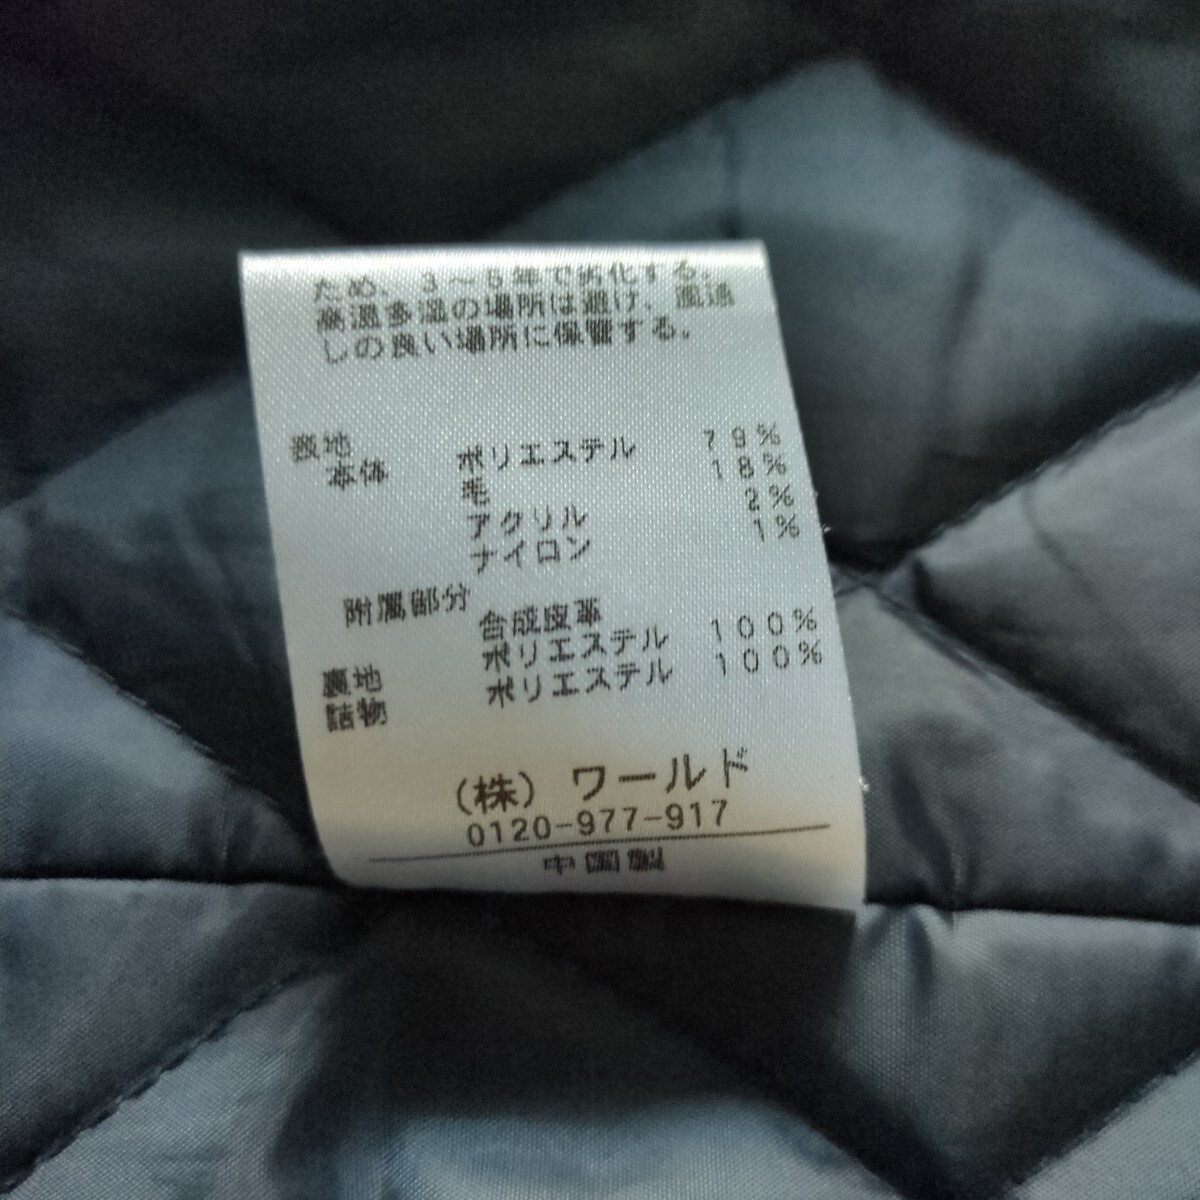 ため、3〜5年で劣化する。
高温多湿の場所は避け、風通
しの良い場所に保管する。
表地
本体 ポリエステル 79%
毛 18%
アクリル 2%
ナイロン 1%
附属部分 合成皮革
裏地 ポリエステル 100%
詰物 ポリエステル 100%
(株) ワールド
0120-977-917
中国製